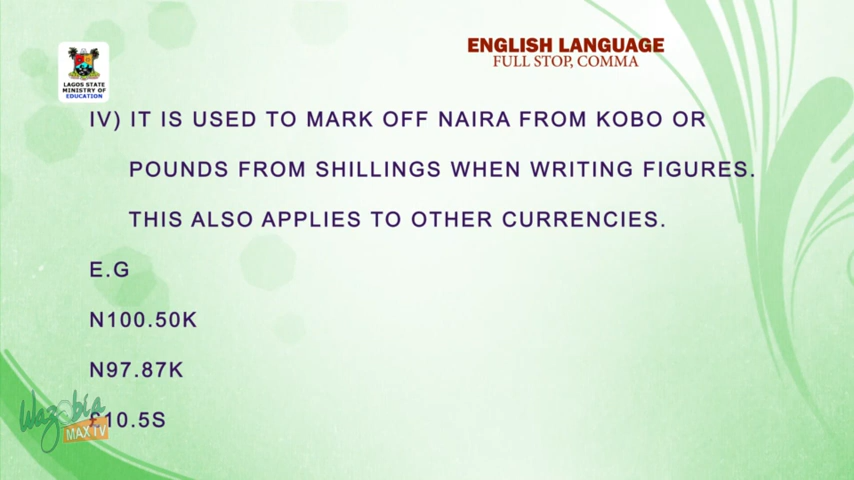 ENGLISH LANGUAGE
FULL STOP, COMMA
LAGOS STATE
MINISTRY OF
EDUCATION
IV) IT IS USED TO MARK OFF NAIRA FROM KOBO OR
POUNDS FROM SHILLINGS WHEN WRITING FIGURES.
THIS ALSO APPLIES TO OTHER CURRENCIES.
E.G
N100.50K
N97.87K
£10.5S
Wazobia
MAX TV